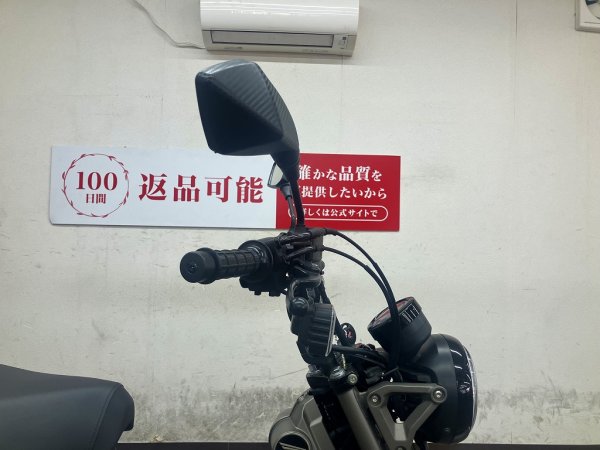 100
日間
返品可能
確かな品質を
提供したいから
しくは公式サイトで